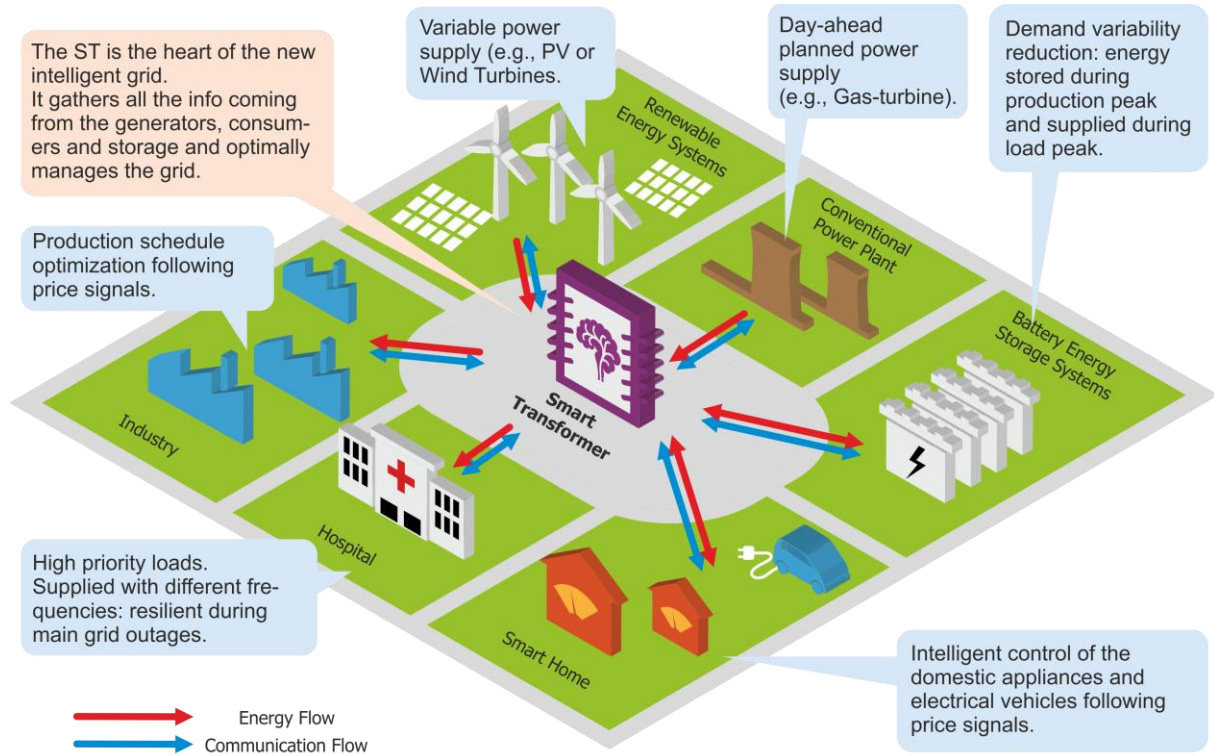 The ST is the heart of the new
intelligent grid.
It gathers all the info coming
from the generators, consum-
ers and storage and optimally
manages the grid.
Variable power
supply (e.g., PV or
Wind Turbines.
Day-ahead
planned power
supply
(e.g., Gas-turbine).
Demand variability
reduction: energy
stored during
production peak
and supplied during
load peak.
Renewable
Energy Systems
Conventional
Power Plant
Battery Energy
Storage Systems
Production schedule
optimization following
price signals.
Industry
Smart
Transformer
Hospital
High priority loads.
Supplied with different fre-
quencies: resilient during
main grid outages.
Smart Home
Intelligent control of the
domestic appliances and
electrical vehicles following
price signals.
Energy Flow
Communication Flow